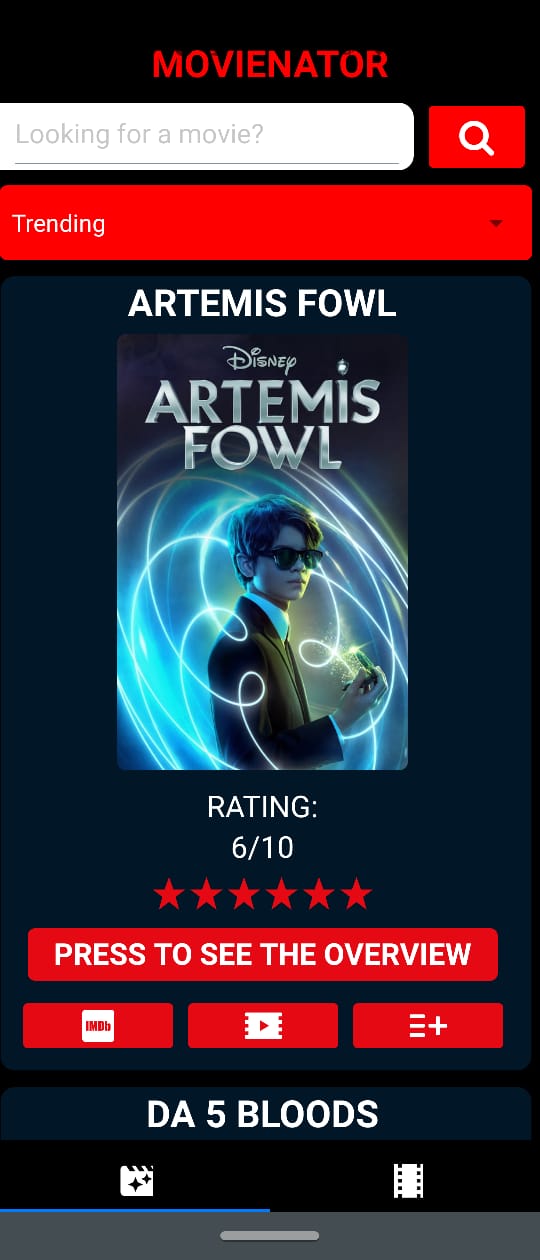 MOVIENATOR
Looking for a movie?
Trending
ARTEMIS FOWL
Disney
ARTEMIS
FOWL
RATING:
6/10
PRESS TO SEE THE OVERVIEW
IMDb
DA 5 BLOODS